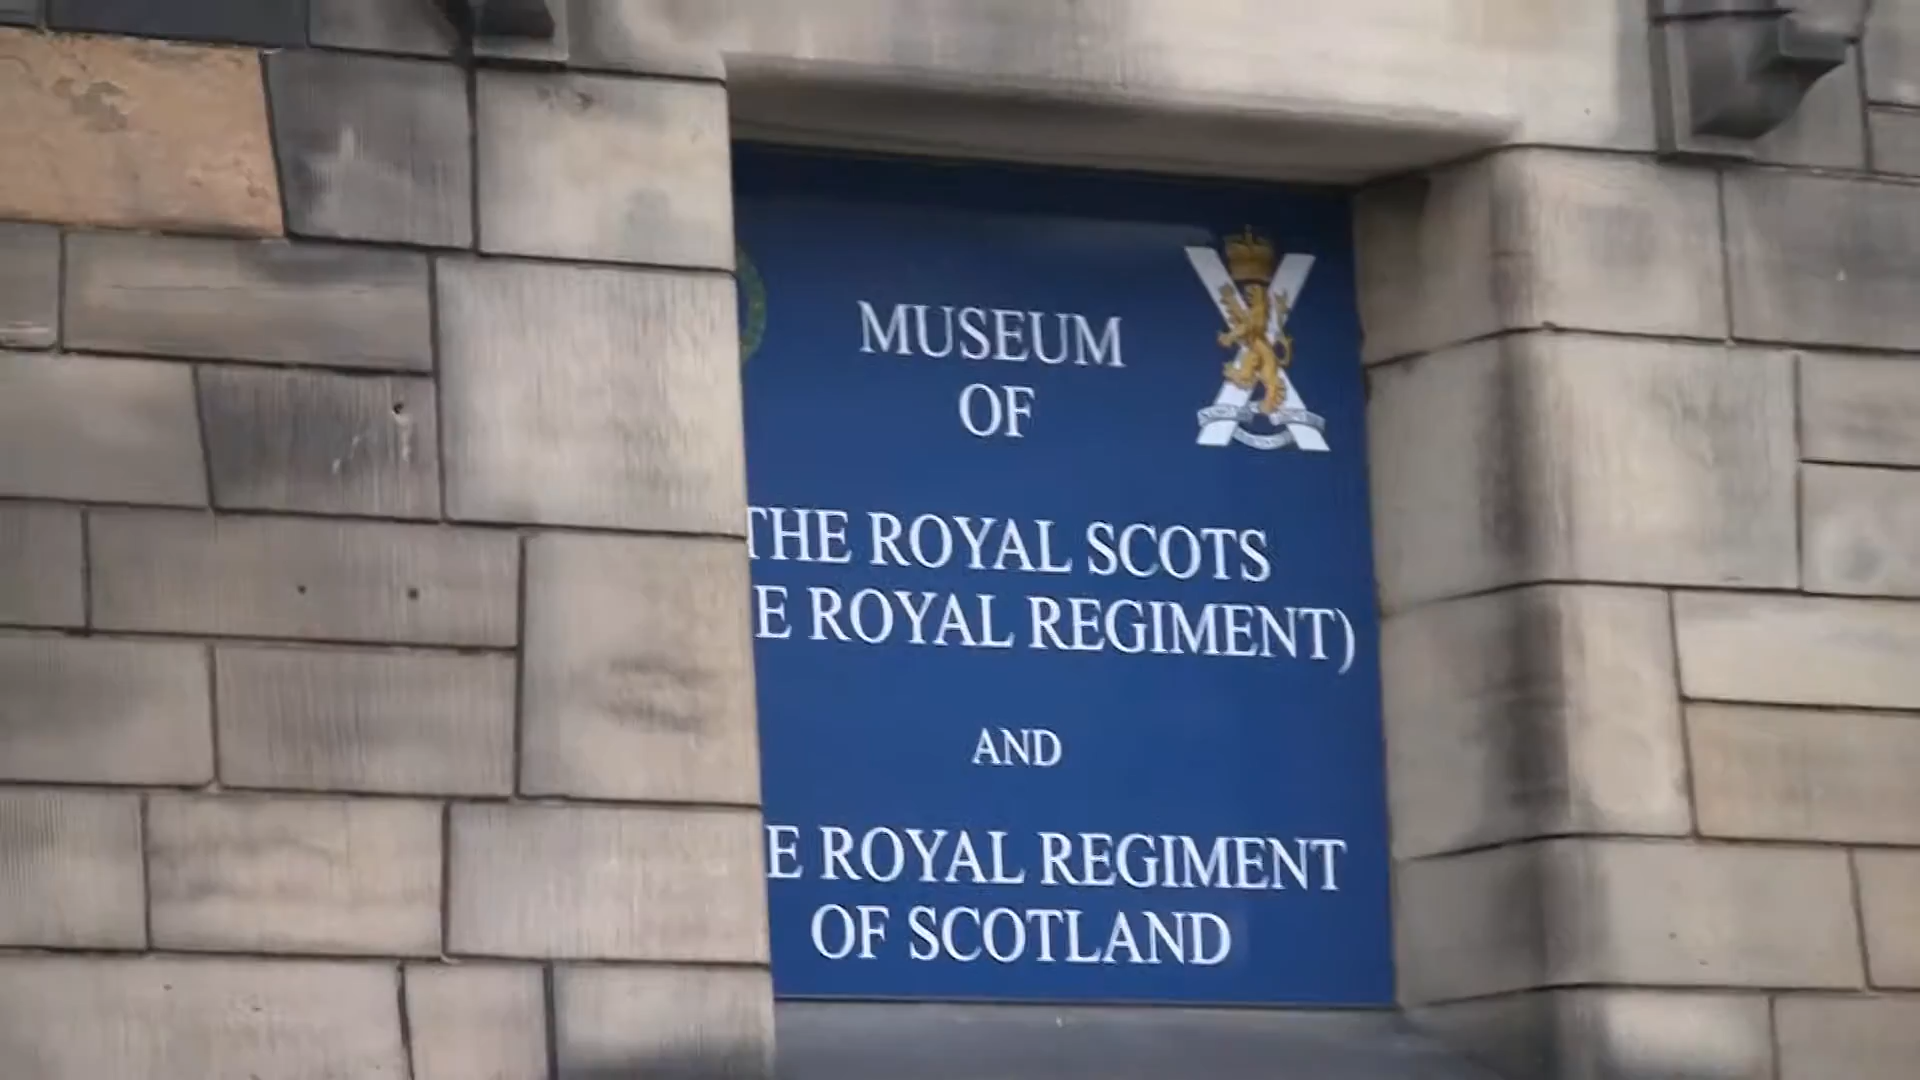 MUSEUM
OF
THE ROYAL SCOTS
E ROYAL REGIMENT)
AND
E ROYAL REGIMENT
OF SCOTLAND